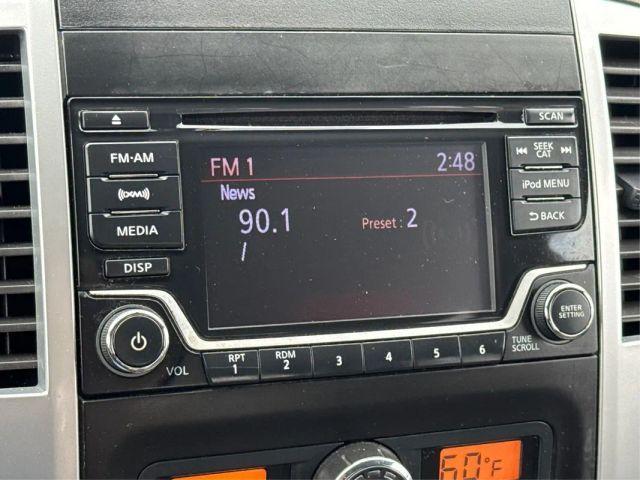 SCAN
FM·AM
SEEK
CAT
XM
iPod MENU
MEDIA
BACK
DISP
FM 1 2:48
News
90.1 Preset : 2
/
ENTER
SETTING
TUNE
SCROLL
VOL
RPT
1
RDM
2
3
4
5
6
60°F